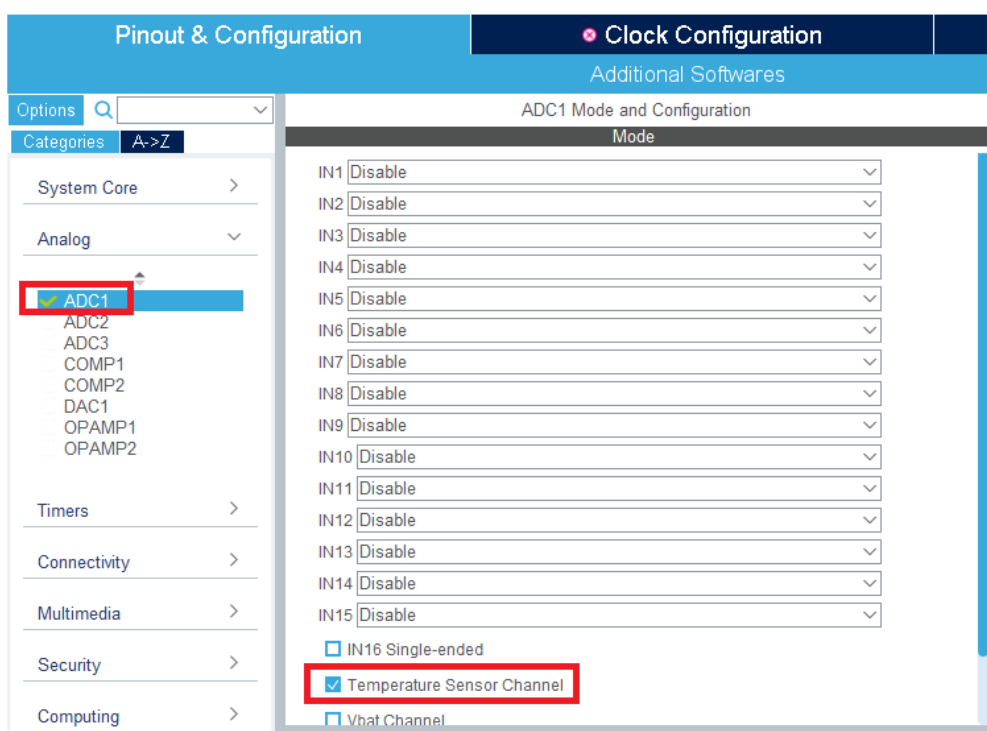 Pinout & Configuration
Clock Configuration
Additional Softwares
Options
Categories
A->Z
System Core
Analog
ADC1
ADC2
ADC3
COMP1
COMP2
DAC1
OPAMP1
OPAMP2
Timers
Connectivity
Multimedia
Security
Computing
ADC1 Mode and Configuration
Mode
IN1 Disable
IN2 Disable
IN3 Disable
IN4 Disable
IN5 Disable
IN6 Disable
IN7 Disable
IN8 Disable
IN9 Disable
IN10 Disable
IN11 Disable
IN12 Disable
IN13 Disable
IN14 Disable
IN15 Disable
IN16 Single-ended
Temperature Sensor Channel
Vbat Channel